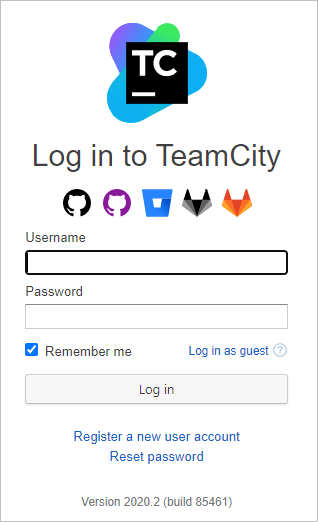 TC
Log in to TeamCity
Username
Password
Remember me
Log in as guest ?
Log in
Register a new user account
Reset password
Version 2020.2 (build 85461)